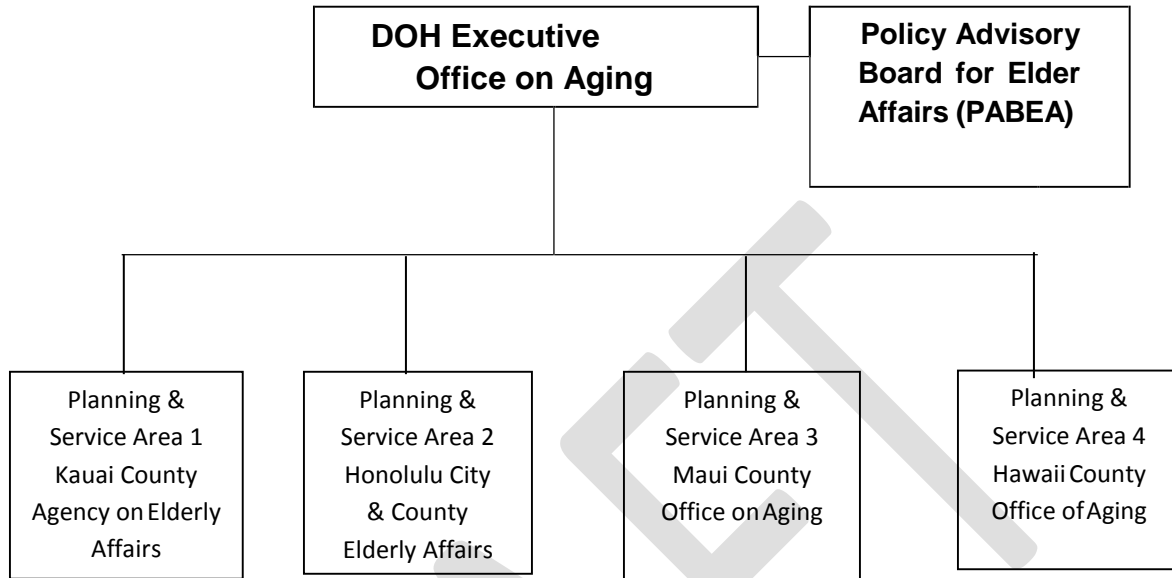 DOH Executive
Office on Aging
Policy Advisory
Board for Elder
Affairs (PABEA)
Planning &
Service Area 1
Kauai County
Agency on Elderly
Affairs
Planning &
Service Area 2
Honolulu City
& County
Elderly Affairs
Planning &
Service Area 3
Maui County
Office on Aging
Planning &
Service Area 4
Hawaii County
Office of Aging